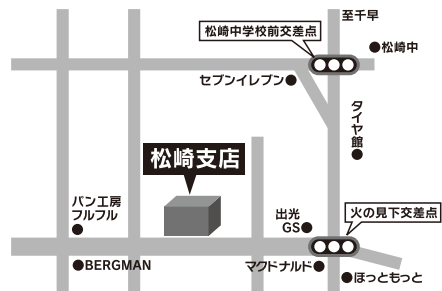 至千早
松崎中学校前交差点
松崎中
セブンイレブン
タイヤ館
松崎支店
パン工房
フルフル
出光
GS
火の見下交差点
BERGMAN
マクドナルド
ほっともっと